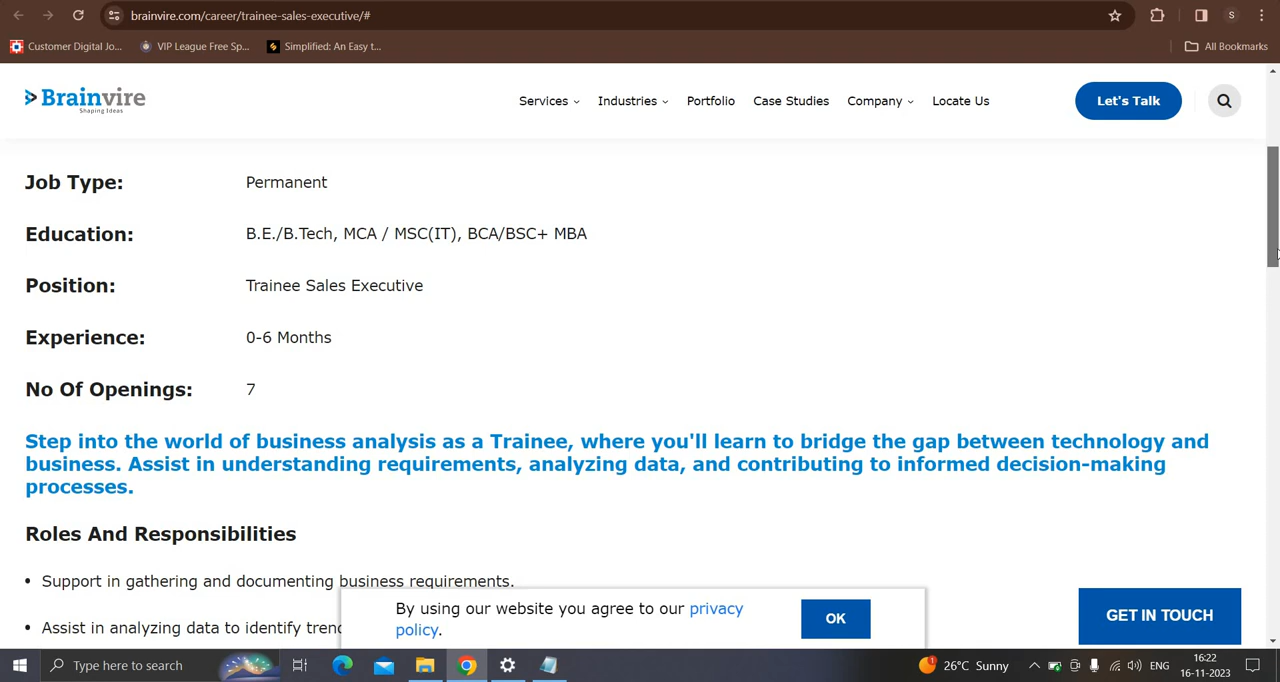 brainvire.com/career/trainee-sales-executive/#
S
Customer Digital Jo...
VIP League Free Sp...
Simplified: An Easy t...
All Bookmarks
Brainvire
Shaping Ideas
Services
Industries
Portfolio
Case Studies
Company
Locate Us
Let's Talk
Job Type: Permanent
Education: B.E./B.Tech, MCA / MSC(IT), BCA/BSC+ MBA
Position: Trainee Sales Executive
Experience: 0-6 Months
No Of Openings: 7
Step into the world of business analysis as a Trainee, where you'll learn to bridge the gap between technology and
business. Assist in understanding requirements, analyzing data, and contributing to informed decision-making
processes.
Roles And Responsibilities
• Support in gathering and documenting business requirements.
• Assist in analyzing data to identify tren
By using our website you agree to our privacy
policy.
OK
GET IN TOUCH
Type here to search
26°C Sunny
ENG
16:22
16-11-2023